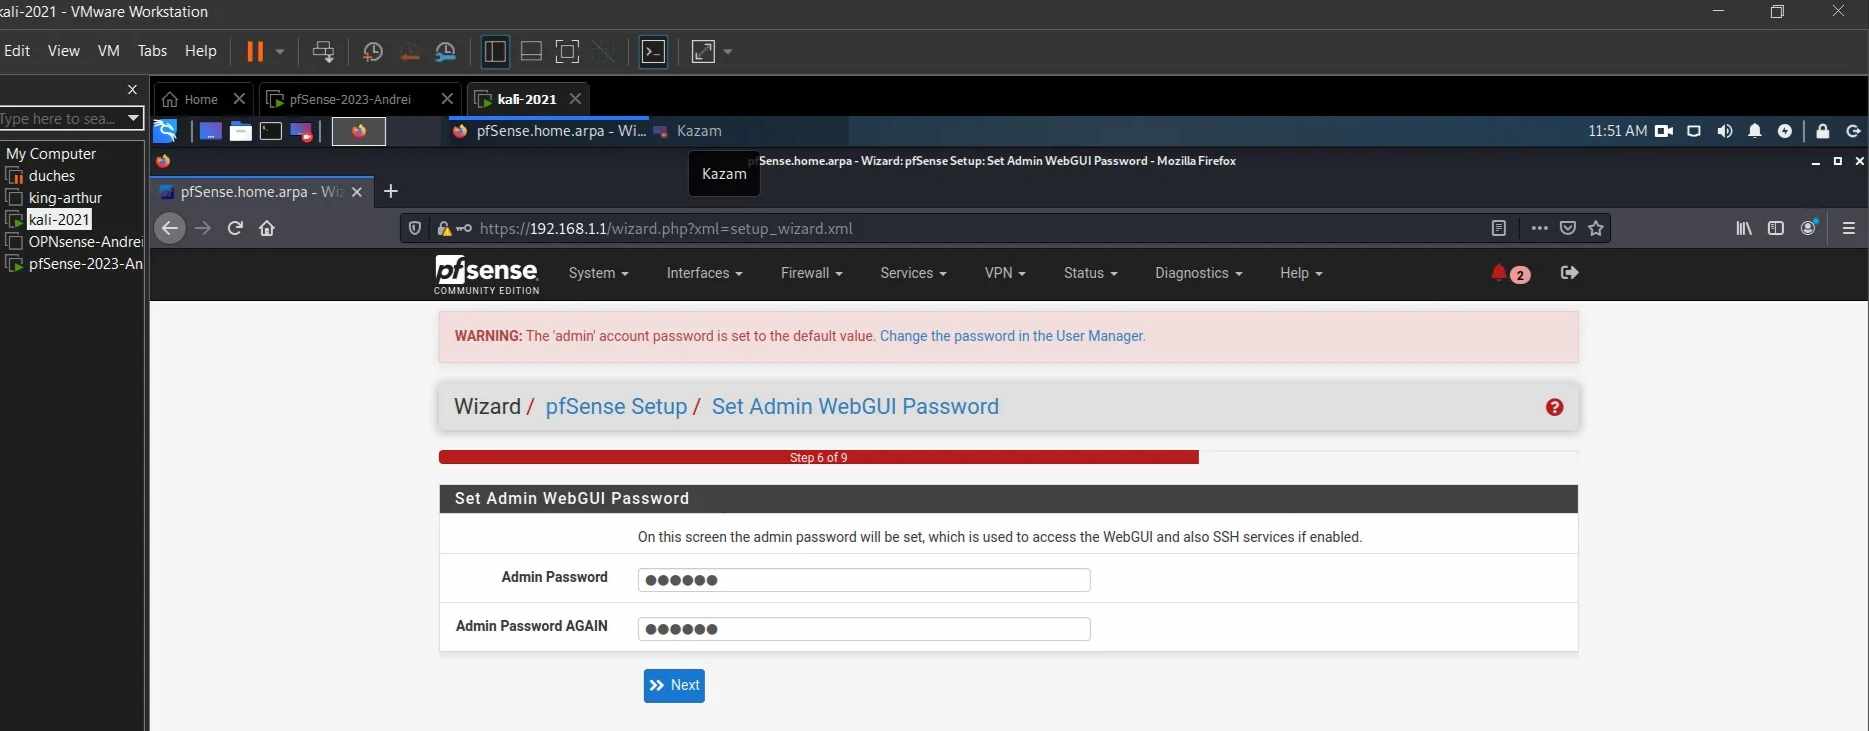 kali-2021 - VMware Workstation
Edit View VM Tabs Help
Type here to sea...
Home pfSense-2023-Andrei kali-2021
pfSense.home.arpa - Wi... Kazam 11:51 AM
My Computer
duches
king-arthur
kali-2021
OPNsense-Andrei
pfSense-2023-An
pfSense.home.arpa - Wizard: pfSense Setup: Set Admin WebGUI Password - Mozilla Firefox
Kazam
pfSense.home.arpa - Wiz
https://192.168.1.1/wizard.php?xml=setup_wizard.xml
pfsense
COMMUNITY EDITION
System Interfaces Firewall Services VPN Status Diagnostics Help 2
WARNING: The 'admin' account password is set to the default value. Change the password in the User Manager.
Wizard / pfSense Setup / Set Admin WebGUI Password
Step 6 of 9
Set Admin WebGUI Password
On this screen the admin password will be set, which is used to access the WebGUI and also SSH services if enabled.
Admin Password ●●●●●●
Admin Password AGAIN ●●●●●●
Next